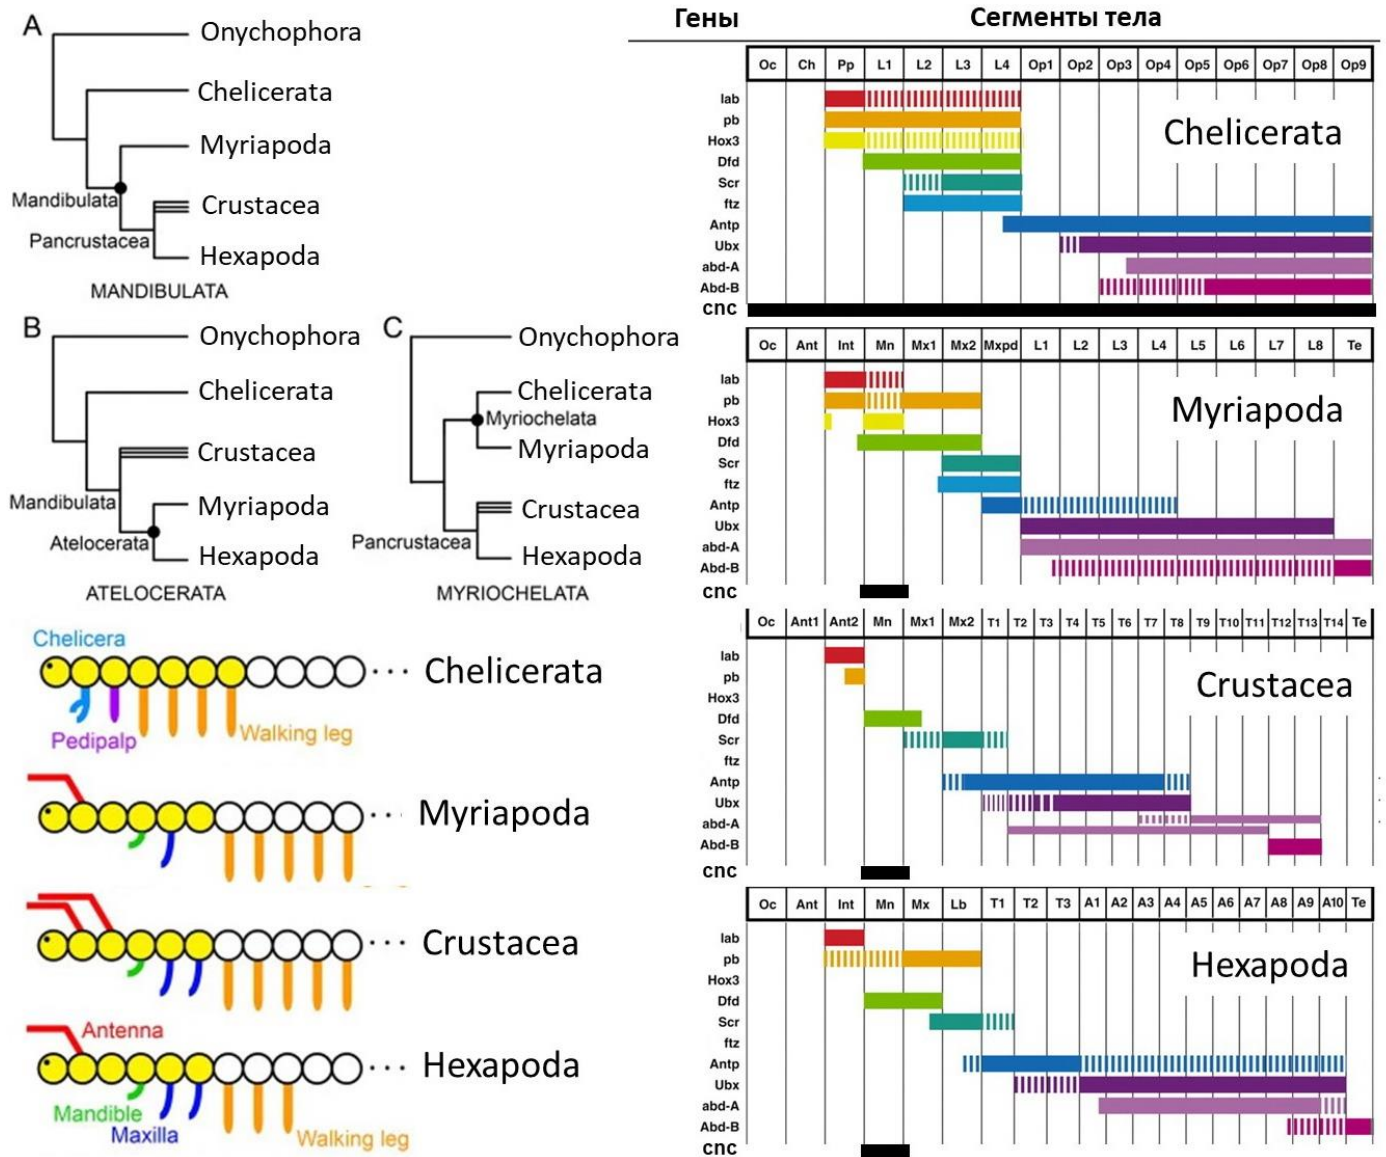 A
Onychophora
Chelicerata
Myriapoda
Mandibulata
Crustacea
Pancrustacea
Hexapoda
MANDIBULATA
B
Onychophora
Chelicerata
Crustacea
Mandibulata
Myriapoda
Atelocerata
Hexapoda
ATELOCERATA
C
Onychophora
Chelicerata
Myriochelata
Myriapoda
Crustacea
Pancrustacea
Hexapoda
MYRIOCHELATA
Chelicera
Chelicerata
Pedipalp
Walking leg
Myriapoda
Crustacea
Antenna
Hexapoda
Mandible
Maxilla
Walking leg
Гены Сегменты тела
Oc Ch Pp L1 L2 L3 L4 Op1 Op2 Op3 Op4 Op5 Op6 Op7 Op8 Op9
lab
pb
Chelicerata
Hox3
Dfd
Scr
ftz
Antp
Ubx
abd-A
Abd-B
cnc
Oc Ant Int Mn Mx1 Mx2 Mxpd L1 L2 L3 L4 L5 L6 L7 L8 Te
lab
pb
Myriapoda
Hox3
Dfd
Scr
ftz
Antp
Ubx
abd-A
Abd-B
cnc
Oc Ant1 Ant2 Mn Mx1 Mx2 T1 T2 T3 T4 T5 T6 T7 T8 T9 T10 T11 T12 T13 T14 Te
lab
pb
Crustacea
Hox3
Dfd
Scr
ftz
Antp
Ubx
abd-A
Abd-B
cnc
Oc Ant Int Mn Mx Lb T1 T2 T3 A1 A2 A3 A4 A5 A6 A7 A8 A9 A10 Te
lab
pb
Hexapoda
Hox3
Dfd
Scr
ftz
Antp
Ubx
abd-A
Abd-B
cnc